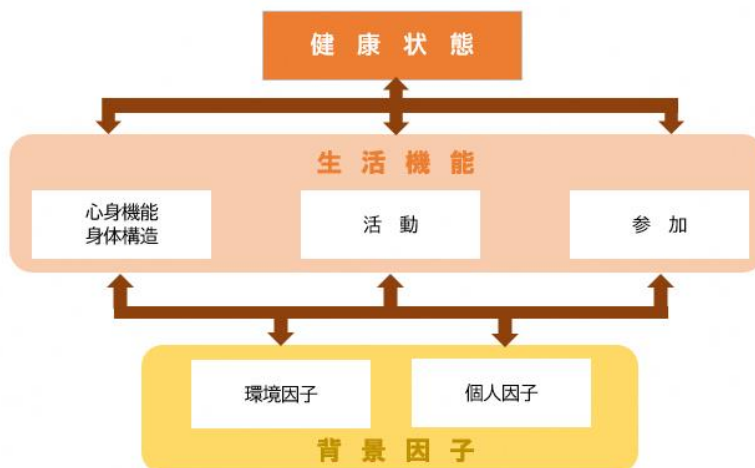 健康状態
生活機能
心身機能
身体構造
活動
参加
環境因子
個人因子
背景因子